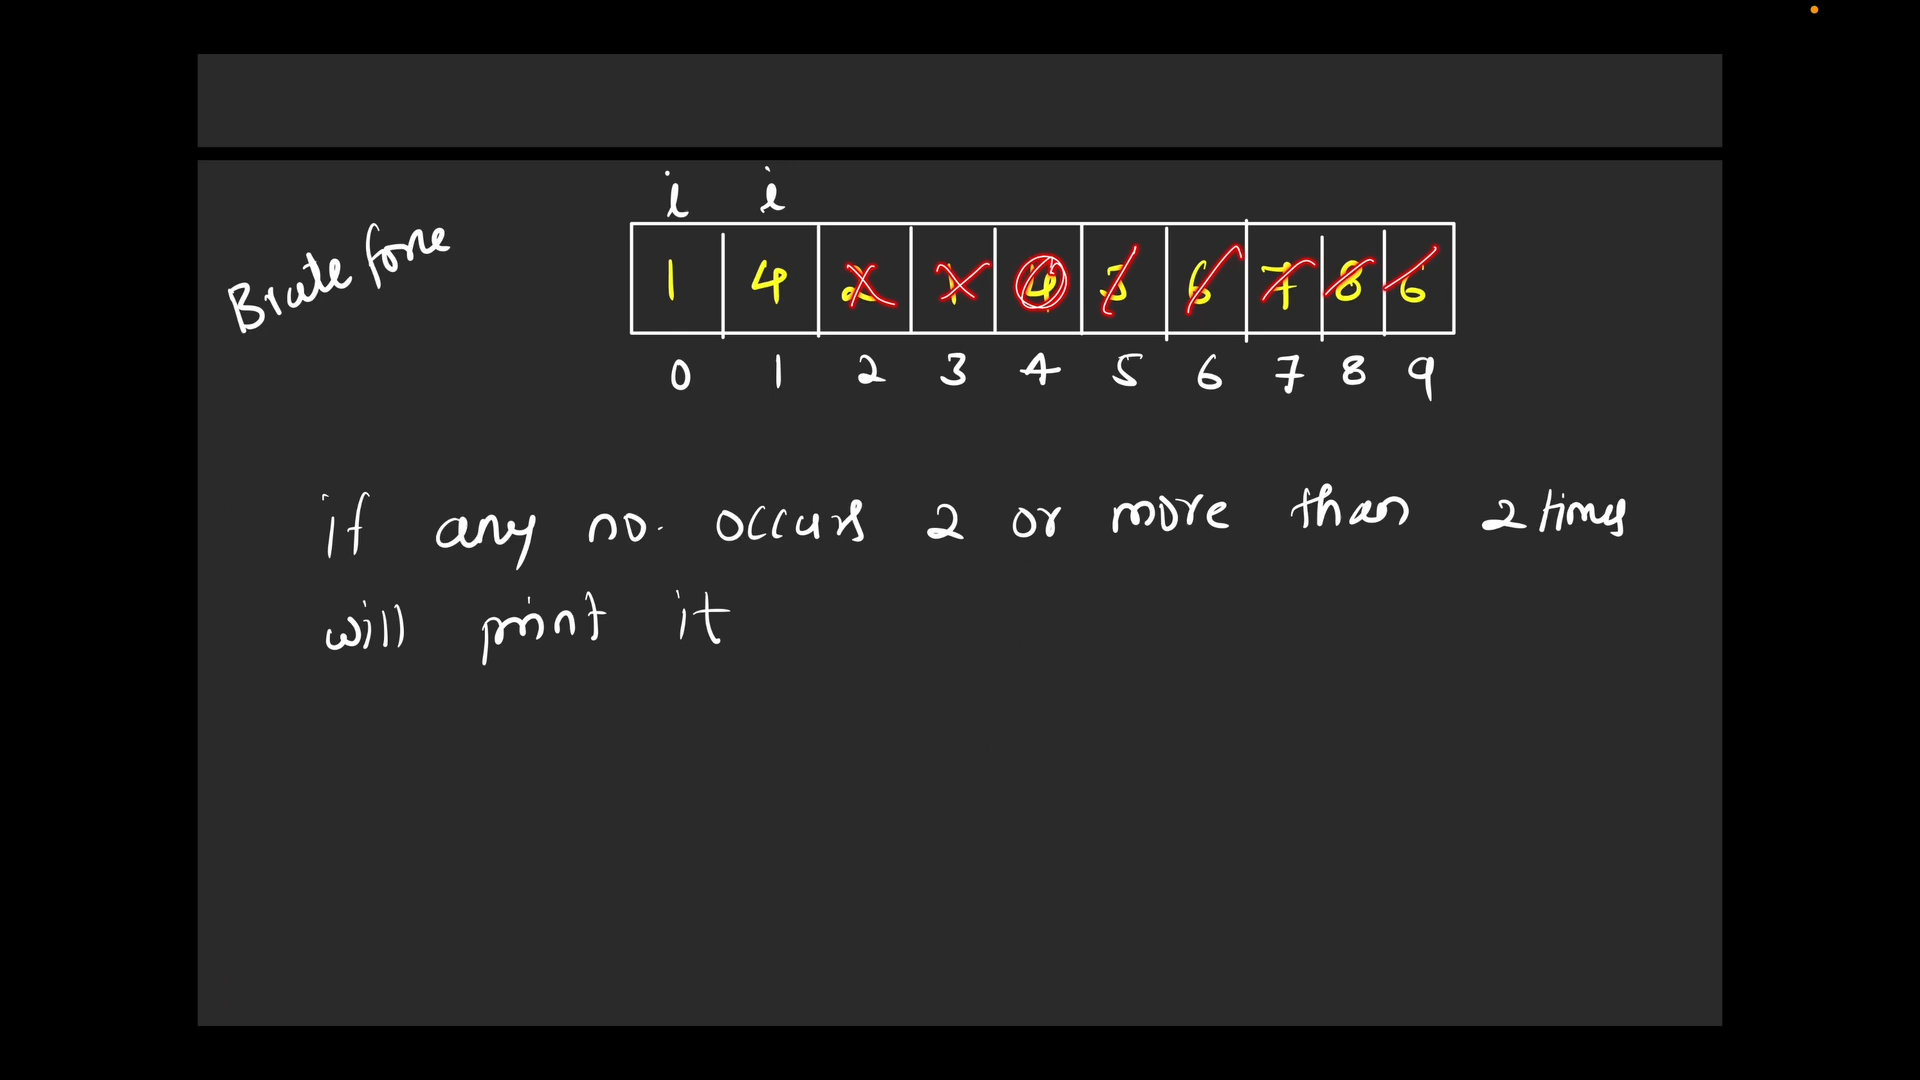 i i
Brute force
1 4 2 1 4 5 6 7 8 6
0 1 2 3 4 5 6 7 8 9
if any no. occurs 2 or more than 2 times
will print it